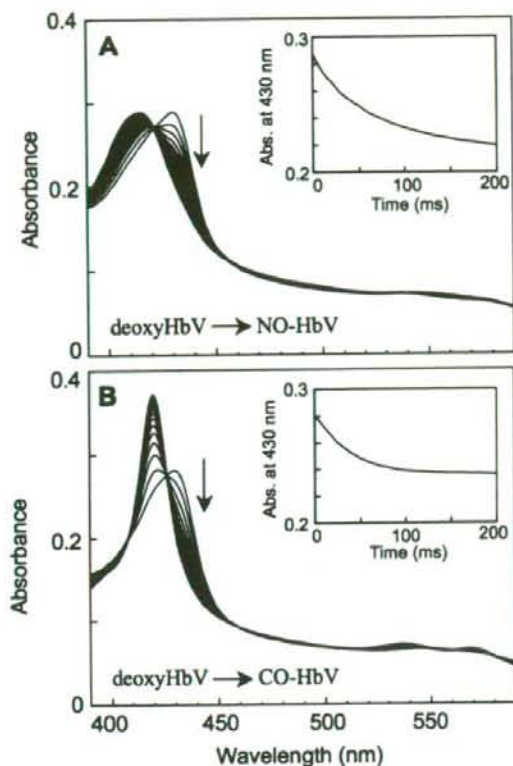 A
0.4
0.2
0
Absorbance
deoxyHbV → NO-HbV
0.3
0.2
Abs. at 430 nm
0 100 200
Time (ms)
B
0.4
0.2
0
Absorbance
deoxyHbV → CO-HbV
0.3
0.2
Abs. at 430 nm
0 100 200
Time (ms)
400 450 500 550
Wavelength (nm)